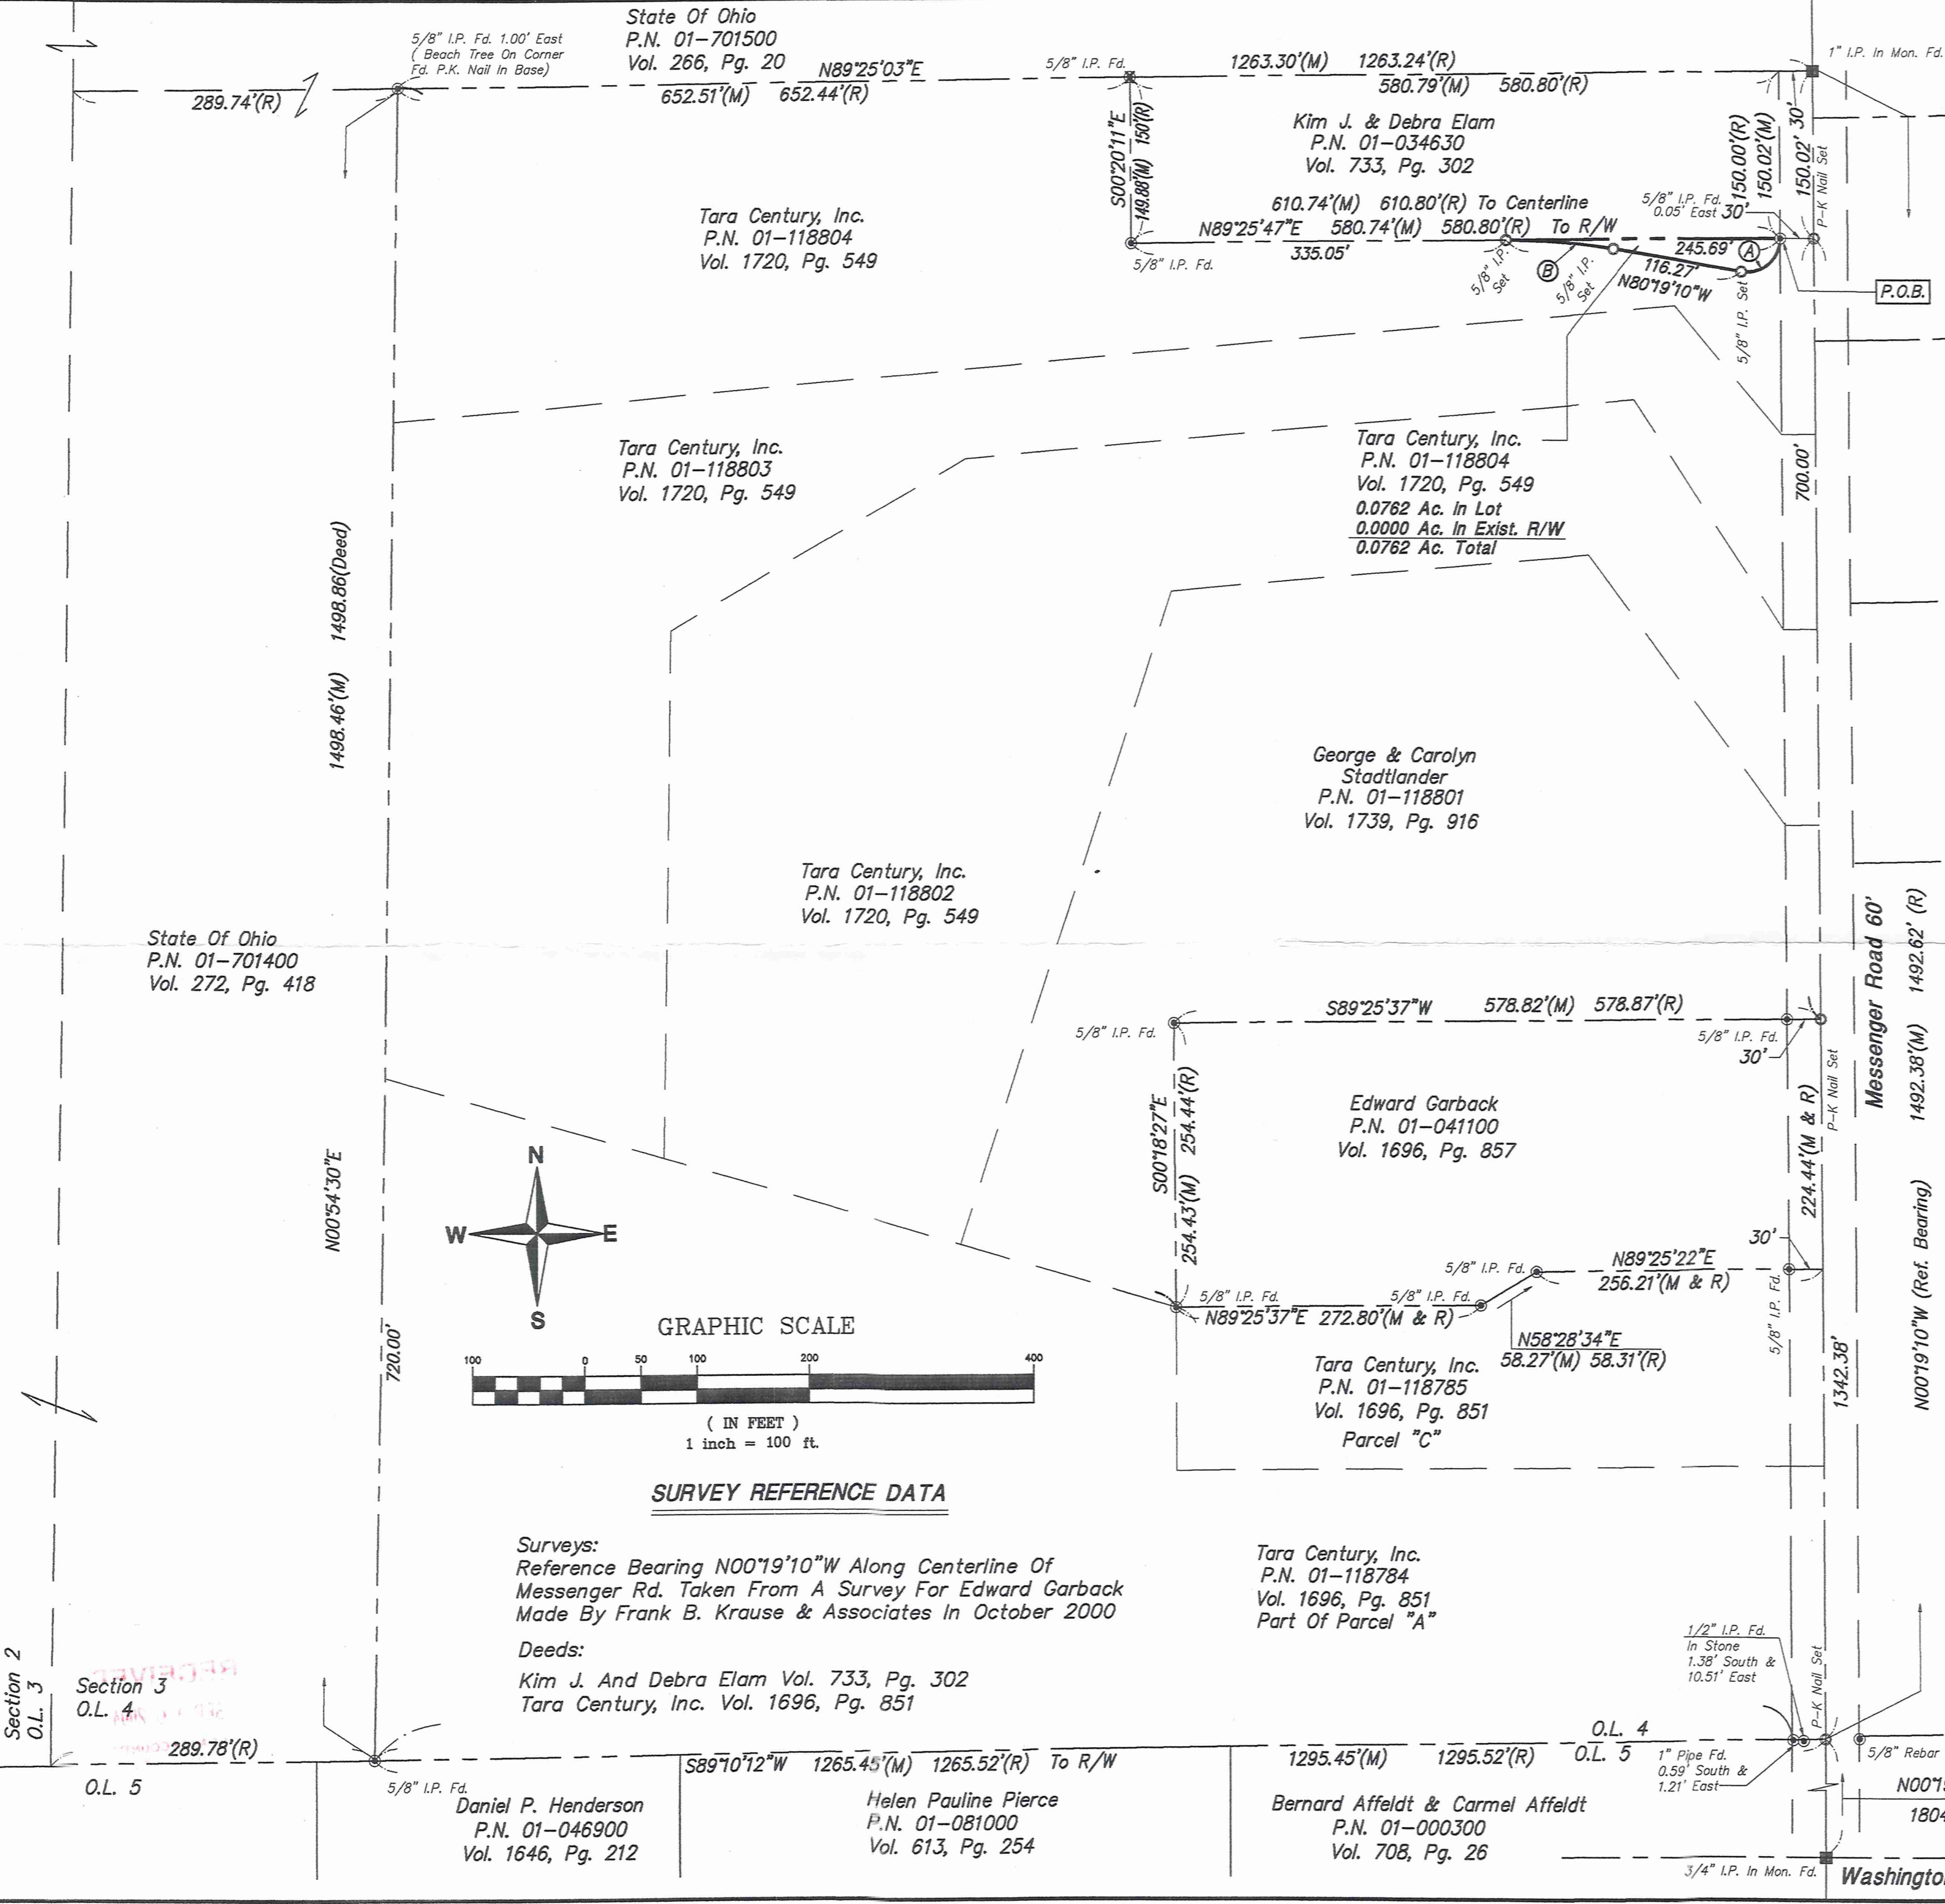 State Of Ohio
P.N. 01-701500
Vol. 266, Pg. 20
5/8" I.P. Fd. 1.00' East
( Beach Tree On Corner
Fd. P.K. Nail In Base)
289.74'(R)
N89°25'03"E
652.51'(M) 652.44'(R)
5/8" I.P. Fd.
1263.30'(M) 1263.24'(R)
580.79'(M) 580.80'(R)
1" I.P. In Mon. Fd.
Kim J. & Debra Elam
P.N. 01-034630
Vol. 733, Pg. 302
S00°20'11"E
149.88'(M) 150'(R)
150.00'(R)
150.02'(M)
150.02' 30'
P-K Nail Set
610.74'(M) 610.80'(R) To Centerline
N89°25'47"E 580.74'(M) 580.80'(R) To R/W
335.05'
5/8" I.P. Fd.
5/8" I.P. Fd.
0.05' East 30'
245.69'
A
B
116.27'
N80°19'10"W
5/8" I.P.
Set
5/8" I.P.
Set
5/8" I.P. Set
P.O.B.
Tara Century, Inc.
P.N. 01-118804
Vol. 1720, Pg. 549
Tara Century, Inc.
P.N. 01-118803
Vol. 1720, Pg. 549
Tara Century, Inc.
P.N. 01-118804
Vol. 1720, Pg. 549
0.0762 Ac. In Lot
0.0000 Ac. In Exist. R/W
0.0762 Ac. Total
700.00'
1498.46'(M) 1498.86(Deed)
George & Carolyn
Stadtlander
P.N. 01-118801
Vol. 1739, Pg. 916
Tara Century, Inc.
P.N. 01-118802
Vol. 1720, Pg. 549
State Of Ohio
P.N. 01-701400
Vol. 272, Pg. 418
Messenger Road 60'
1492.38'(M) 1492.62' (R)
N00°19'10"W (Ref. Bearing)
S89°25'37"W 578.82'(M) 578.87'(R)
5/8" I.P. Fd.
5/8" I.P. Fd.
30'
P-K Nail Set
Edward Garback
P.N. 01-041100
Vol. 1696, Pg. 857
S00°18'27"E
254.43'(M) 254.44'(R)
224.44'(M & R)
N00°54'30"E
720.00'
N
W E
S
30'
5/8" I.P. Fd.
N89°25'22"E
256.21'(M & R)
5/8" I.P. Fd.
5/8" I.P. Fd.
5/8" I.P. Fd.
N89°25'37"E 272.80'(M & R)
N58°28'34"E
58.27'(M) 58.31'(R)
1342.38'
Tara Century, Inc.
P.N. 01-118785
Vol. 1696, Pg. 851
Parcel "C"
GRAPHIC SCALE
100 0 50 100 200 400
( IN FEET )
1 inch = 100 ft.
SURVEY REFERENCE DATA
Surveys:
Reference Bearing N00°19'10"W Along Centerline Of
Messenger Rd. Taken From A Survey For Edward Garback
Made By Frank B. Krause & Associates In October 2000
Deeds:
Kim J. And Debra Elam Vol. 733, Pg. 302
Tara Century, Inc. Vol. 1696, Pg. 851
Tara Century, Inc.
P.N. 01-118784
Vol. 1696, Pg. 851
Part Of Parcel "A"
1/2" I.P. Fd.
In Stone
1.38' South &
10.51' East
P-K Nail Set
Section 2
O.L. 3
Section 3
O.L. 4
RECEIVED
289.78'(R)
O.L. 5
5/8" I.P. Fd.
S89°10'12"W 1265.45'(M) 1265.52'(R) To R/W
1295.45'(M) 1295.52'(R)
O.L. 4
O.L. 5
1" Pipe Fd.
0.59' South &
1.21' East
5/8" Rebar
1804
Daniel P. Henderson
P.N. 01-046900
Vol. 1646, Pg. 212
Helen Pauline Pierce
P.N. 01-081000
Vol. 613, Pg. 254
Bernard Affeldt & Carmel Affeldt
P.N. 01-000300
Vol. 708, Pg. 26
3/4" I.P. In Mon. Fd.
Washingto